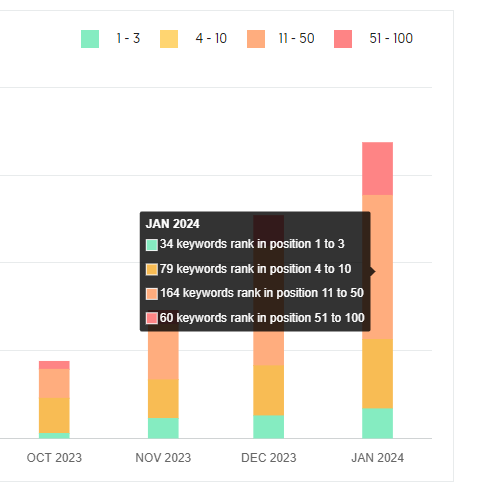 1 - 3 4 - 10 11 - 50 51 - 100
JAN 2024
34 keywords rank in position 1 to 3
79 keywords rank in position 4 to 10
164 keywords rank in position 11 to 50
60 keywords rank in position 51 to 100
OCT 2023 NOV 2023 DEC 2023 JAN 2024